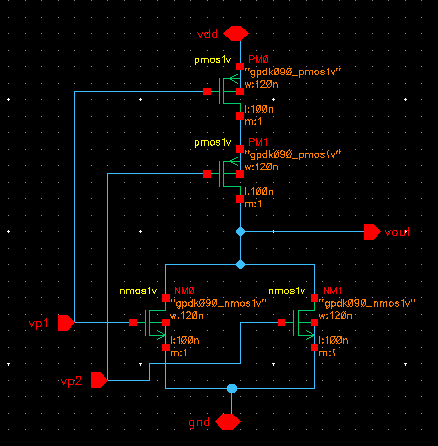 vdd
pmos1v PM0
"gpdk090_pmos1v"
w:120n
l:100n
m:1
pmos1v PM1
"gpdk090_pmos1v"
w:120n
l:100n
m:1
vout
nmos1v NM0
"gpdk090_nmos1v"
w:120n
l:100n
m:1
nmos1v NM1
"gpdk090_nmos1v"
w:120n
l:100n
m:1
vp1
vp2
gnd